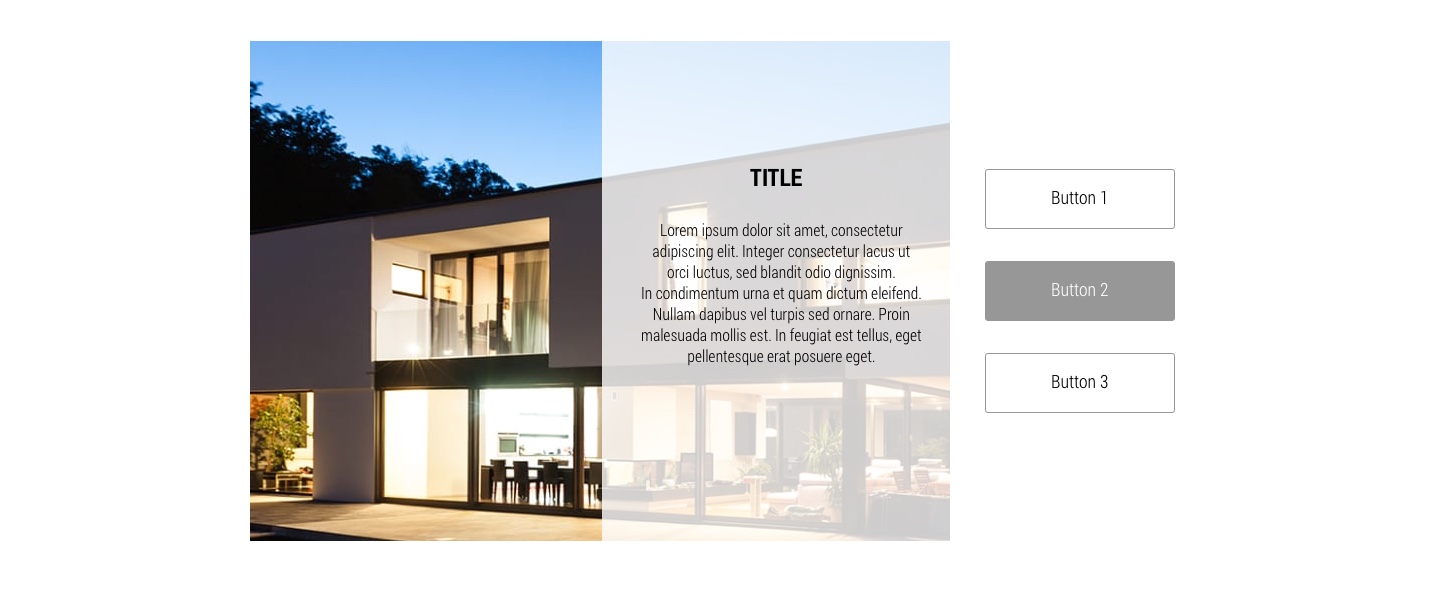 TITLE
Lorem ipsum dolor sit amet, consectetur
adipiscing elit. Integer consectetur lacus ut
orci luctus, sed blandit odio dignissim.
In condimentum urna et quam dictum eleifend.
Nullam dapibus vel turpis sed ornare. Proin
malesuada mollis est. In feugiat est tellus, eget
pellentesque erat posuere eget.
Button 1
Button 2
Button 3